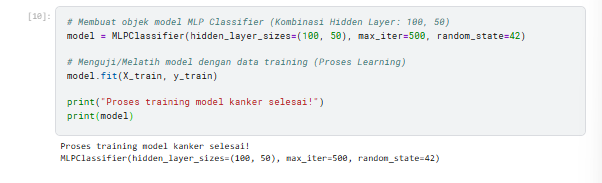 [10]:
# Membuat objek model MLP Classifier (Kombinasi Hidden Layer: 100, 50)
model = MLPClassifier(hidden_layer_sizes=(100, 50), max_iter=500, random_state=42)
# Menguji/Melatih model dengan data training (Proses Learning)
model.fit(X_train, y_train)
print("Proses training model kanker selesai!")
print(model)
Proses training model kanker selesai!
MLPClassifier(hidden_layer_sizes=(100, 50), max_iter=500, random_state=42)